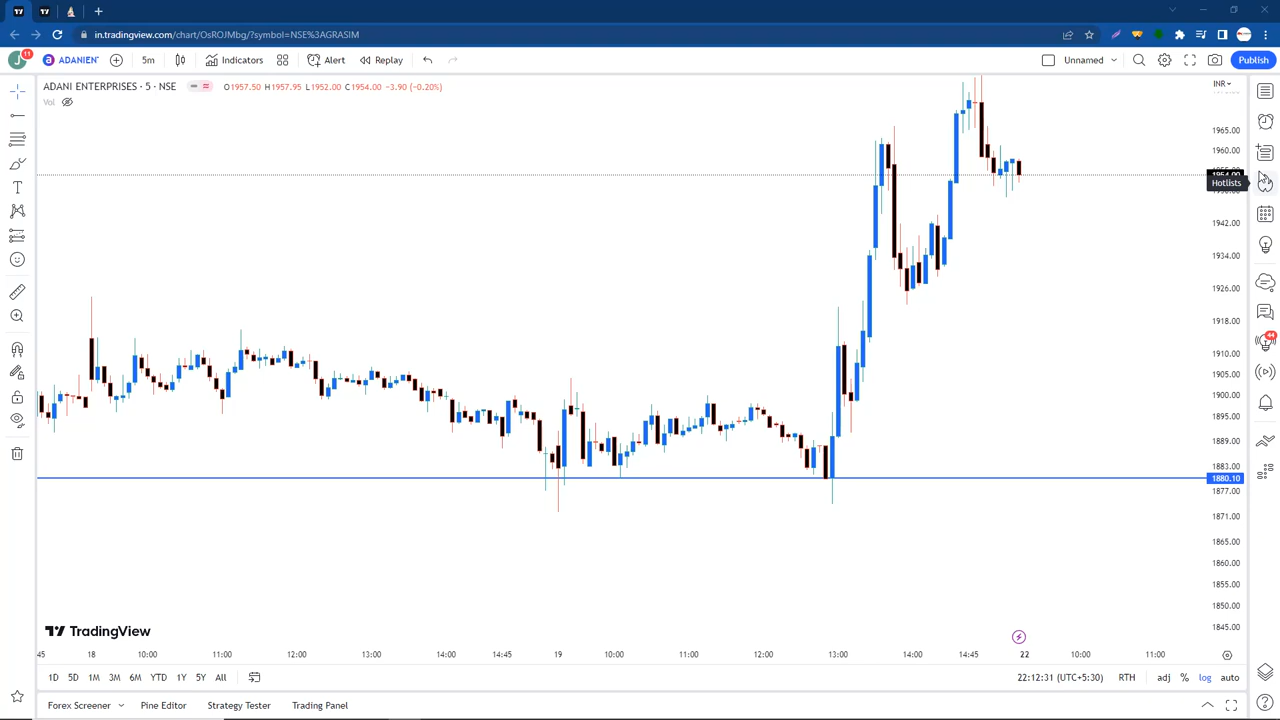 in.tradingview.com/chart/OsROJMbg/?symbol=NSE%3AGRASIM
J 11 ADANIEN 5m Indicators Alert Replay Unnamed Publish
ADANI ENTERPRISES · 5 · NSE O1957.50 H1957.95 L1952.00 C1954.00 −3.90 (−0.20%)
INR
Vol
1965.00
1960.00
1954.00
Hotlists
1950.00
1942.00
1934.00
1926.00
1918.00
44
1910.00
1905.00
1900.00
1895.00
1889.00
1883.00
1880.10
1877.00
1871.00
1865.00
1860.00
1855.00
1850.00
1845.00
TradingView
45 18 10:00 11:00 12:00 13:00 14:00 14:45 19 10:00 11:00 12:00 13:00 14:00 14:45 22 10:00 11:00
1D 5D 1M 3M 6M YTD 1Y 5Y All 22:12:31 (UTC+5:30) RTH adj % log auto
Forex Screener Pine Editor Strategy Tester Trading Panel